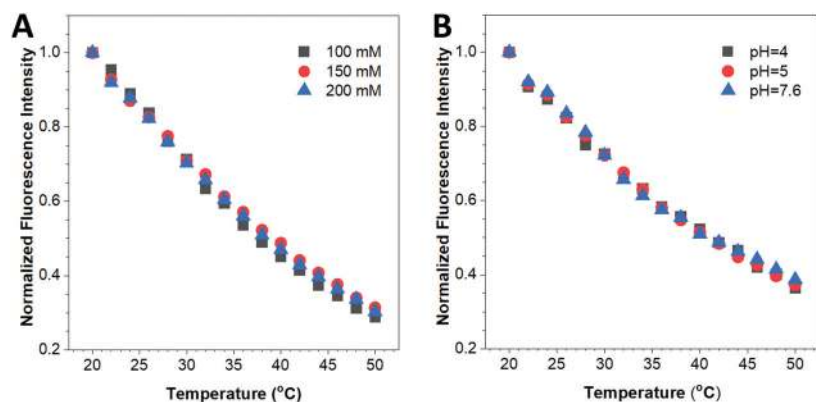 A
100 mM
150 mM
200 mM
Normalized Fluorescence Intensity
1.0
0.8
0.6
0.4
0.2
20 25 30 35 40 45 50
Temperature (°C)
B
pH=4
pH=5
pH=7.6
Normalized Fluorescence Intensity
1.0
0.8
0.6
0.4
0.2
20 25 30 35 40 45 50
Temperature (°C)